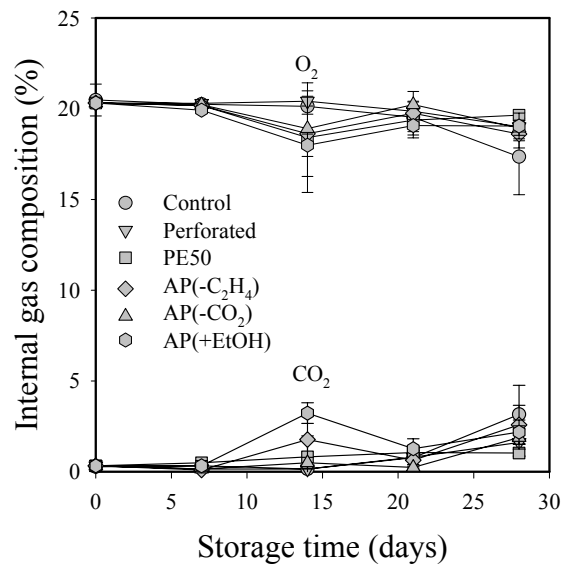 Internal gas composition (%)
25
20
15
10
5
0
O₂
Control
Perforated
PE50
AP(-C₂H₄)
AP(-CO₂)
AP(+EtOH)
CO₂
0 5 10 15 20 25 30
Storage time (days)